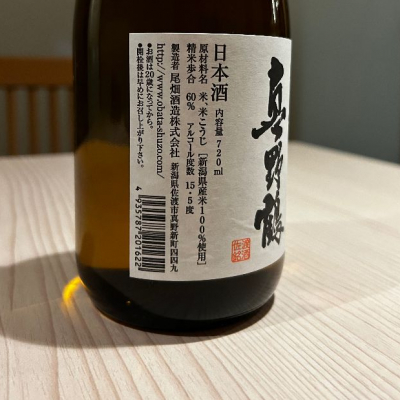 真野鶴
日本酒 内容量 720ml
原材料名 米、米こうじ [新潟県産米100%使用]
精米歩合 60% アルコール度数 15・5度
製造者 尾畑酒造株式会社 新潟県佐渡市真野新町四四九
http://www.obata-shuzo.com/
●お酒は20歳になってから。
●開栓後は早めにお召し上がり下さい。
4 935787 201622